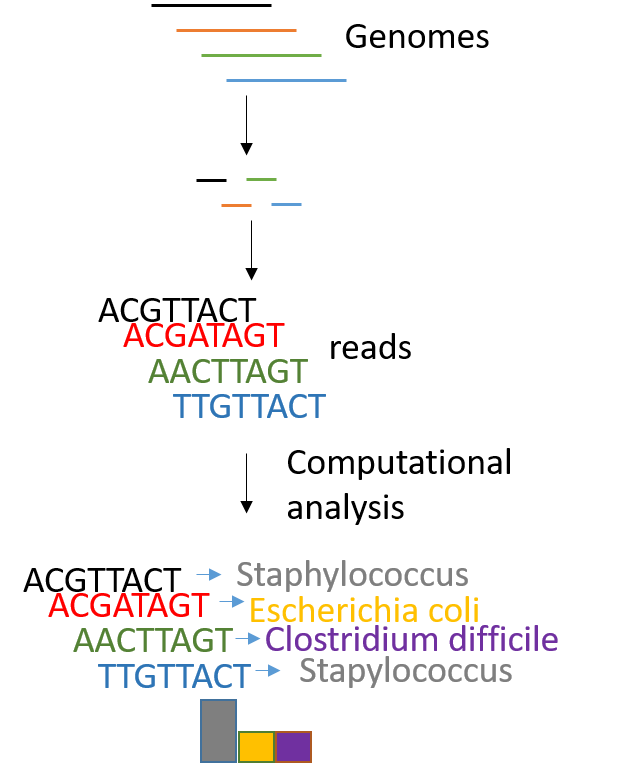 Genomes
ACGTTACT
ACGATAGT
reads
AACTTAGT
TTGTTACT
Computational
analysis
ACGTTACT Staphylococcus
ACGATAGT Escherichia coli
AACTTAGT Clostridium difficile
TTGTTACT Stapylococcus